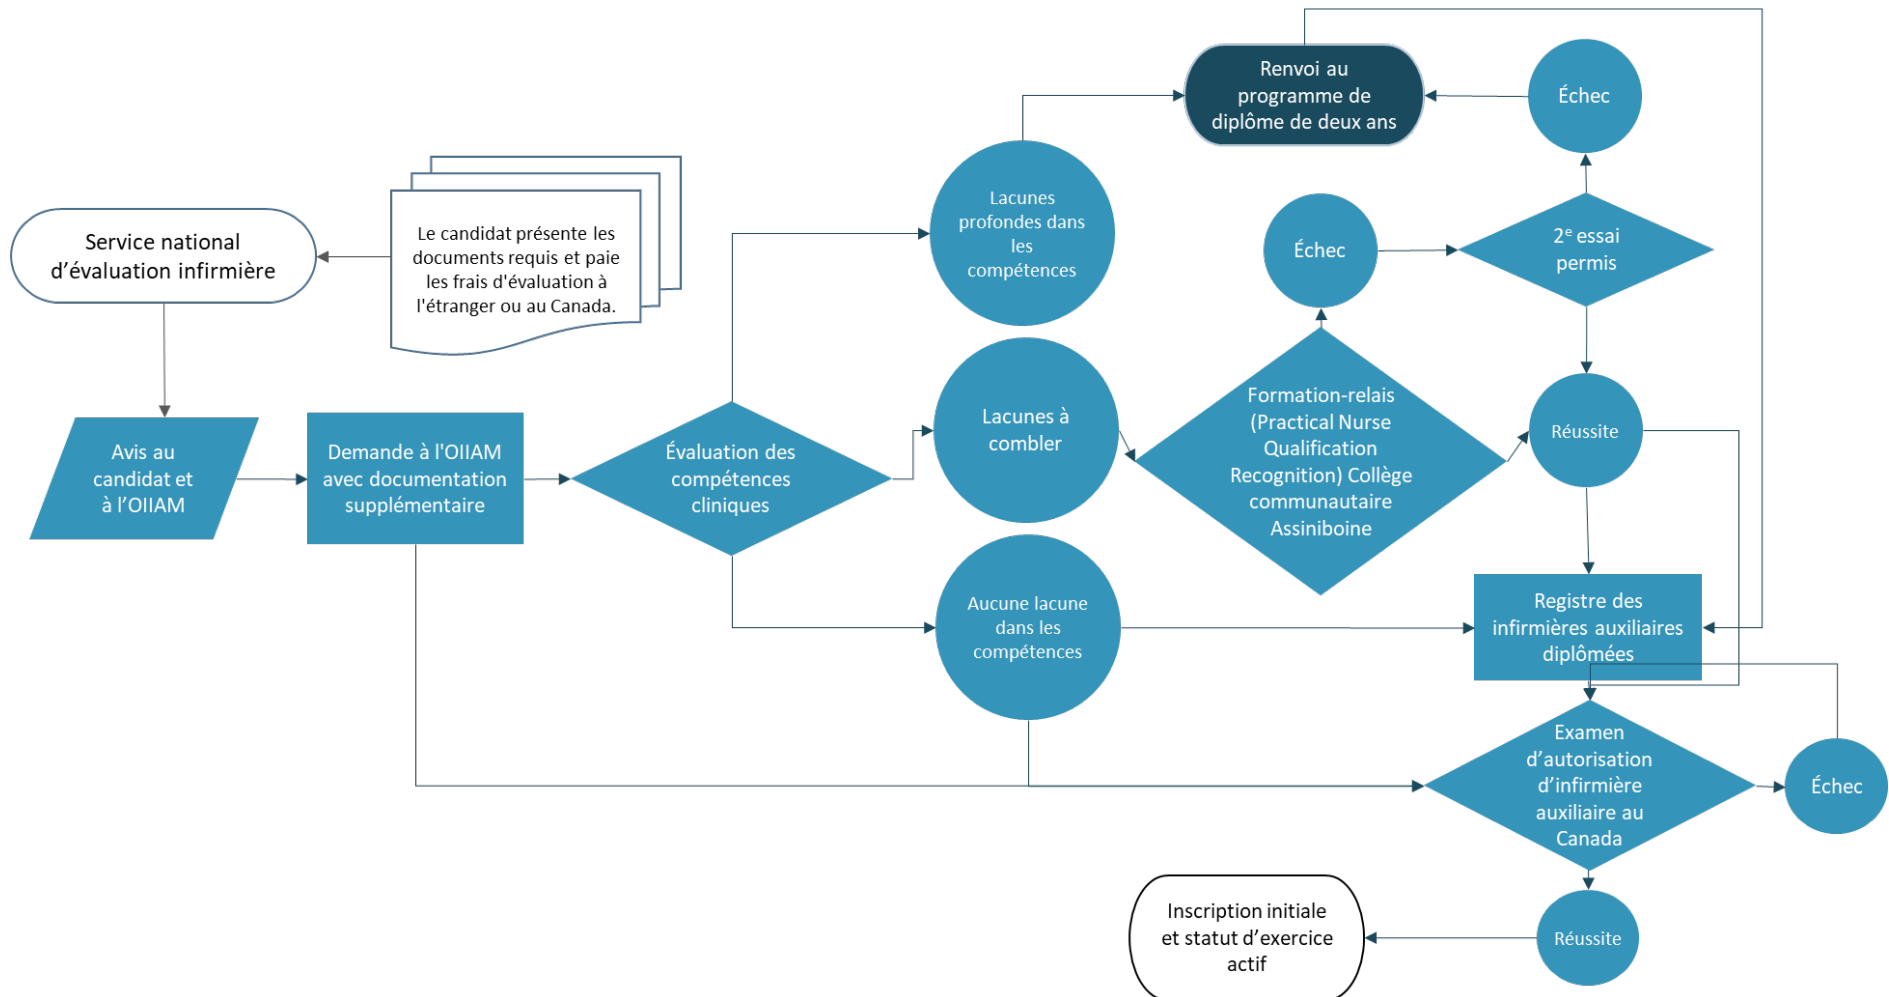 Service national
d’évaluation infirmière
Le candidat présente les
documents requis et paie
les frais d'évaluation à
l'étranger ou au Canada.
Avis au
candidat et
à l’OIIAM
Demande à l'OIIAM
avec documentation
supplémentaire
Évaluation des
compétences
cliniques
Lacunes
profondes dans
les
compétences
Lacunes à
combler
Aucune lacune
dans les
compétences
Renvoi au
programme de
diplôme de deux ans
Échec
Échec
2e essai
permis
Formation-relais
(Practical Nurse
Qualification
Recognition) Collège
communautaire
Assiniboine
Réussite
Registre des
infirmières auxiliaires
diplômées
Examen
d’autorisation
d’infirmière
auxiliaire au
Canada
Échec
Réussite
Inscription initiale
et statut d’exercice
actif